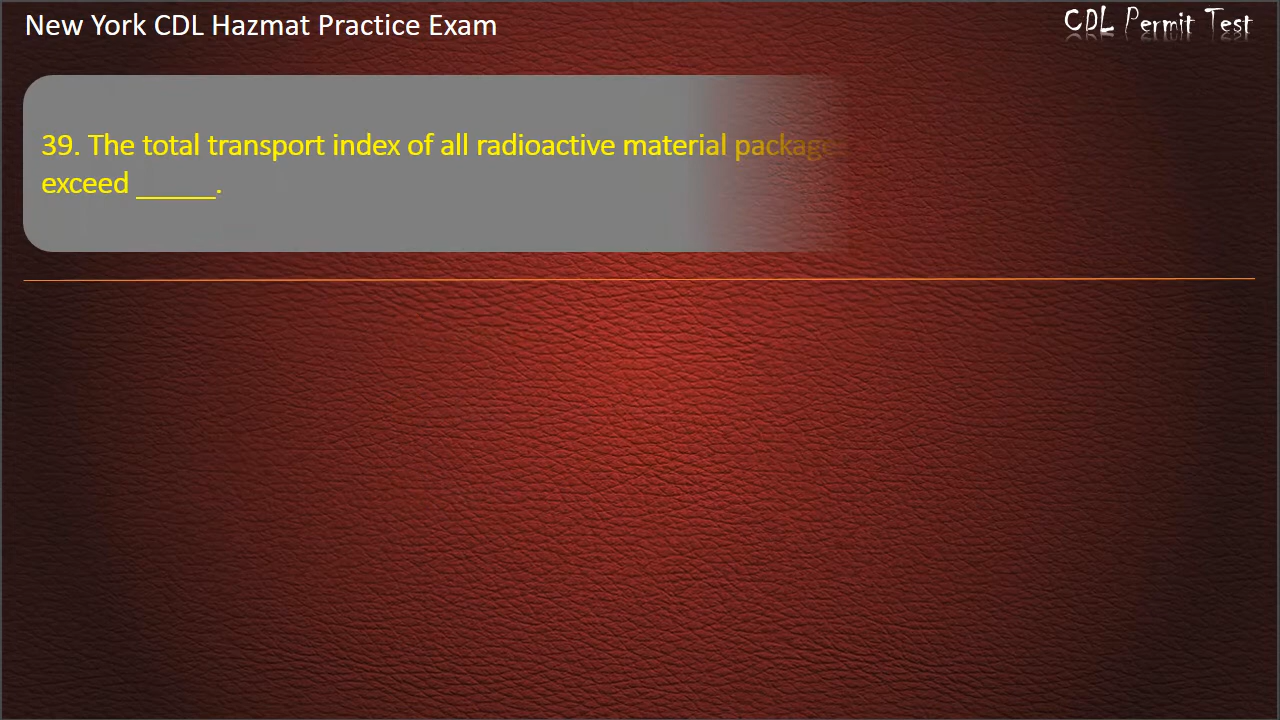 New York CDL Hazmat Practice Exam
CDL Permit Test
39. The total transport index of all radioactive material package
exceed _____.